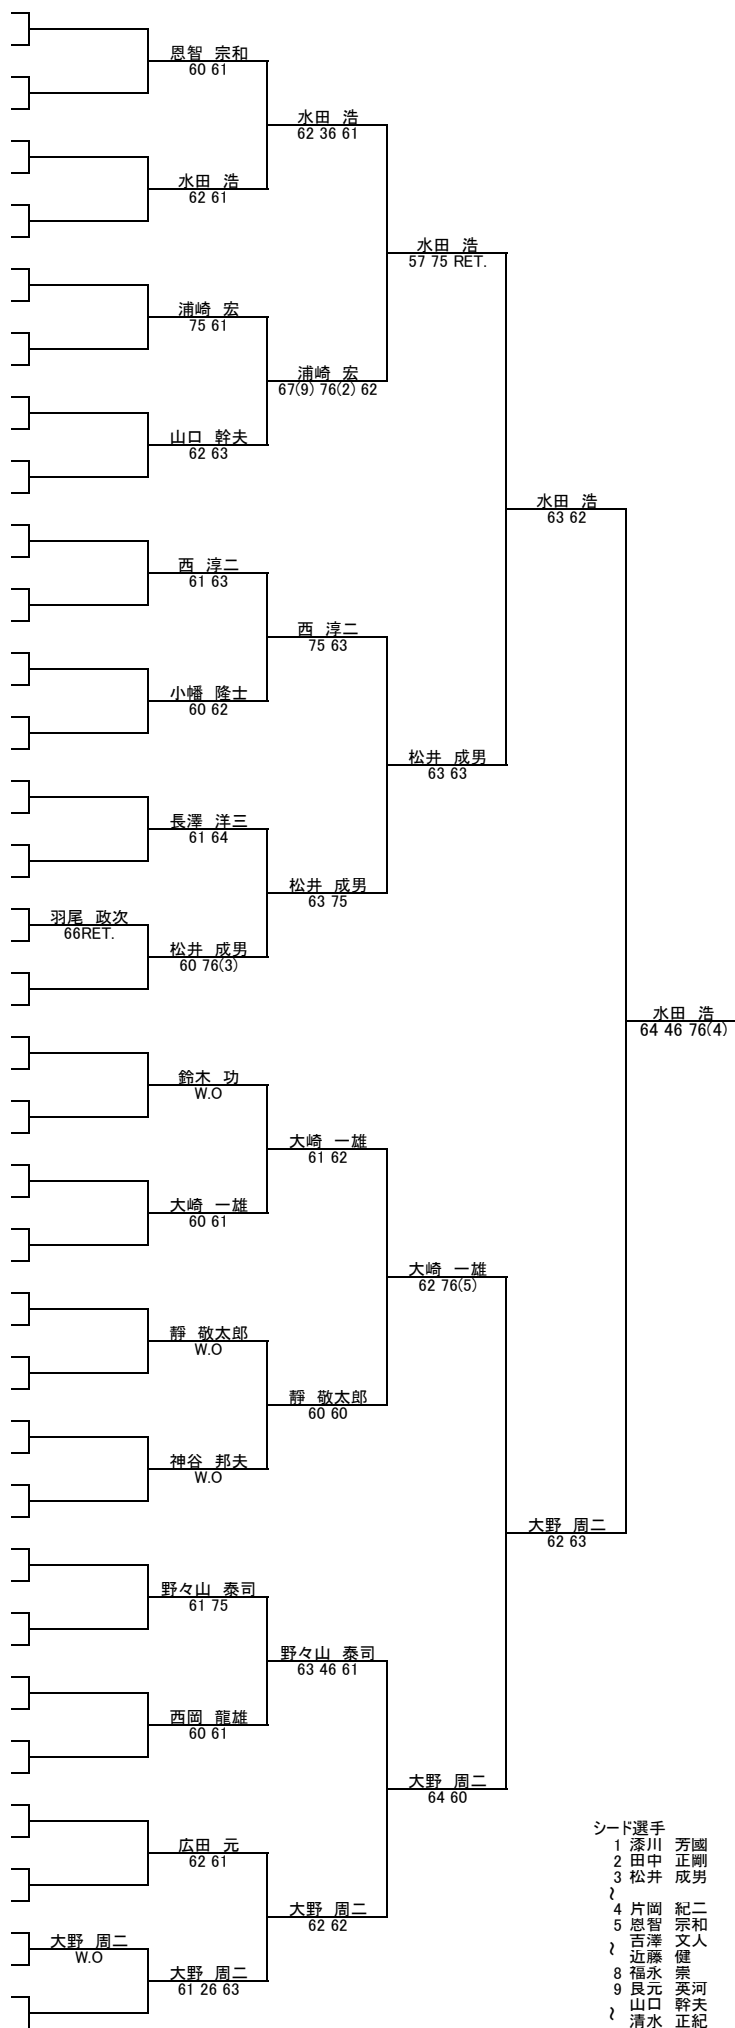 恩智 宗和
60 61
水田 浩
62 36 61
水田 浩
62 61
水田 浩
57 75 RET.
浦崎 宏
75 61
浦崎 宏
67(9) 76(2) 62
山口 幹夫
62 63
水田 浩
63 62
西 淳二
61 63
西 淳二
75 63
小幡 隆士
60 62
松井 成男
63 63
長澤 洋三
61 64
松井 成男
63 75
羽尾 政次
66RET.
松井 成男
60 76(3)
水田 浩
64 46 76(4)
鈴木 功
W.O
大崎 一雄
61 62
大崎 一雄
60 61
大崎 一雄
62 76(5)
靜 敬太郎
W.O
靜 敬太郎
60 60
神谷 邦夫
W.O
大野 周二
62 63
野々山 泰司
61 75
野々山 泰司
63 46 61
西岡 龍雄
60 61
大野 周二
64 60
広田 元
62 61
大野 周二
62 62
大野 周二
W.O
大野 周二
61 26 63
シード選手
1 漆川 芳國
2 田中 正剛
3 松井 成男
~
4 片岡 紀二
5 恩智 宗和
吉澤 文人
~ 近藤 健
8 福永 崇
9 良元 英河
山口 幹夫
~ 清水 正紀